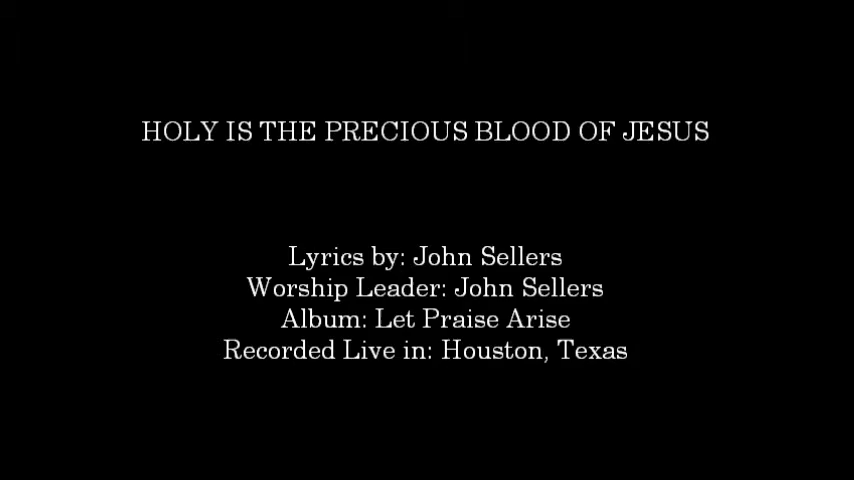 HOLY IS THE PRECIOUS BLOOD OF JESUS
Lyrics by: John Sellers
Worship Leader: John Sellers
Album: Let Praise Arise
Recorded Live in: Houston, Texas